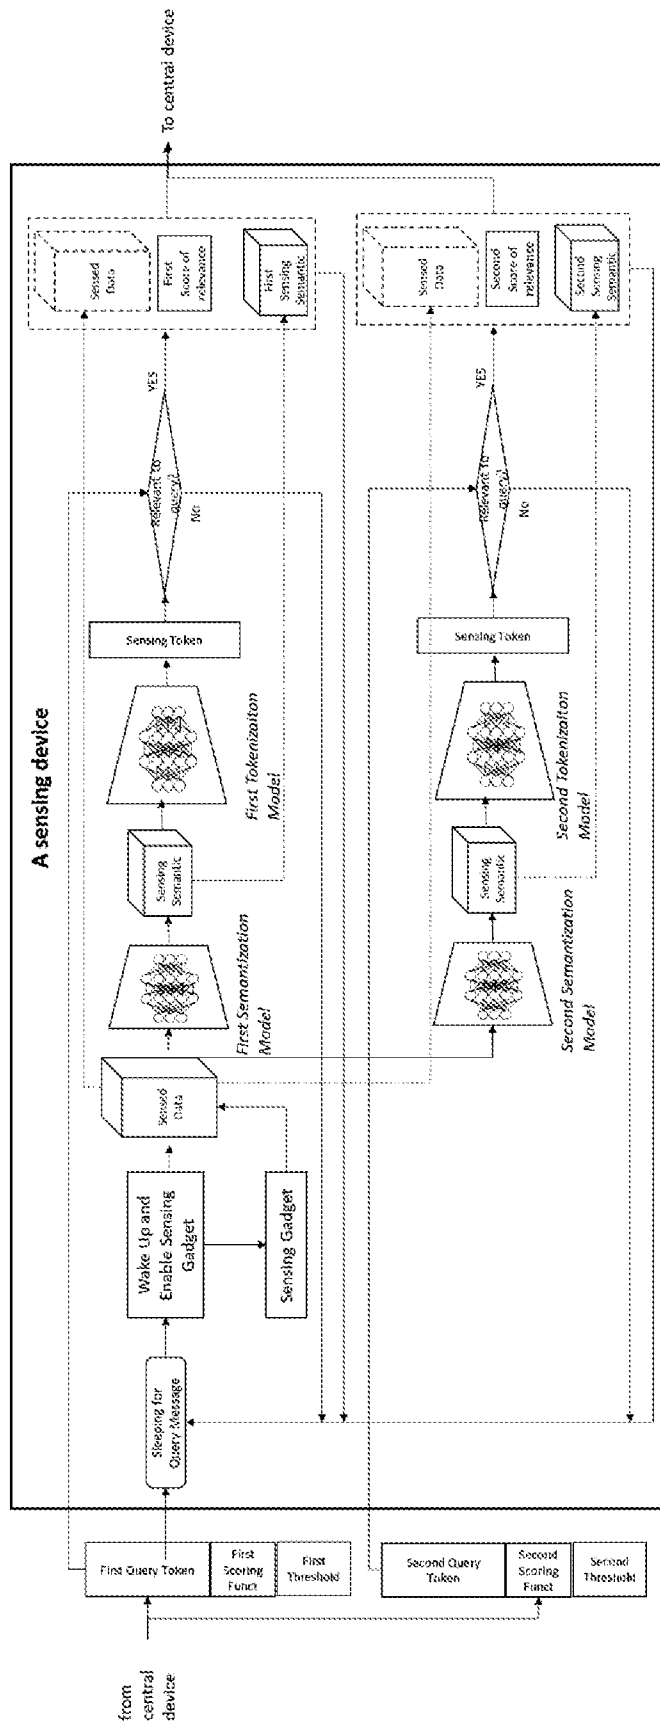 from
central
device
First Query Token
First
Scoring
Funct
First
Threshold
Second Query
Token
Second
Scoring
Funct
Second
Threshold
A sensing device
Sleeping for
Query Message
Wake Up and
Enable Sensing
Gadget
Sensing Gadget
Sensed
Data
First Semantization
Model
Sensing
Semantic
First Tokenizaiton
Model
Sensing Token
Relevant to
query?
YES
No
Sensed
Data
First
Score of
relevance
First
Sensing
Semantic
To central device
Second Semantization
Model
Sensing
Semantic
Second Tokenizaiton
Model
Sensing Token
Relevant to
query?
YES
No
Sensed
Data
Second
Score of
relevance
Second
Sensing
Semantic